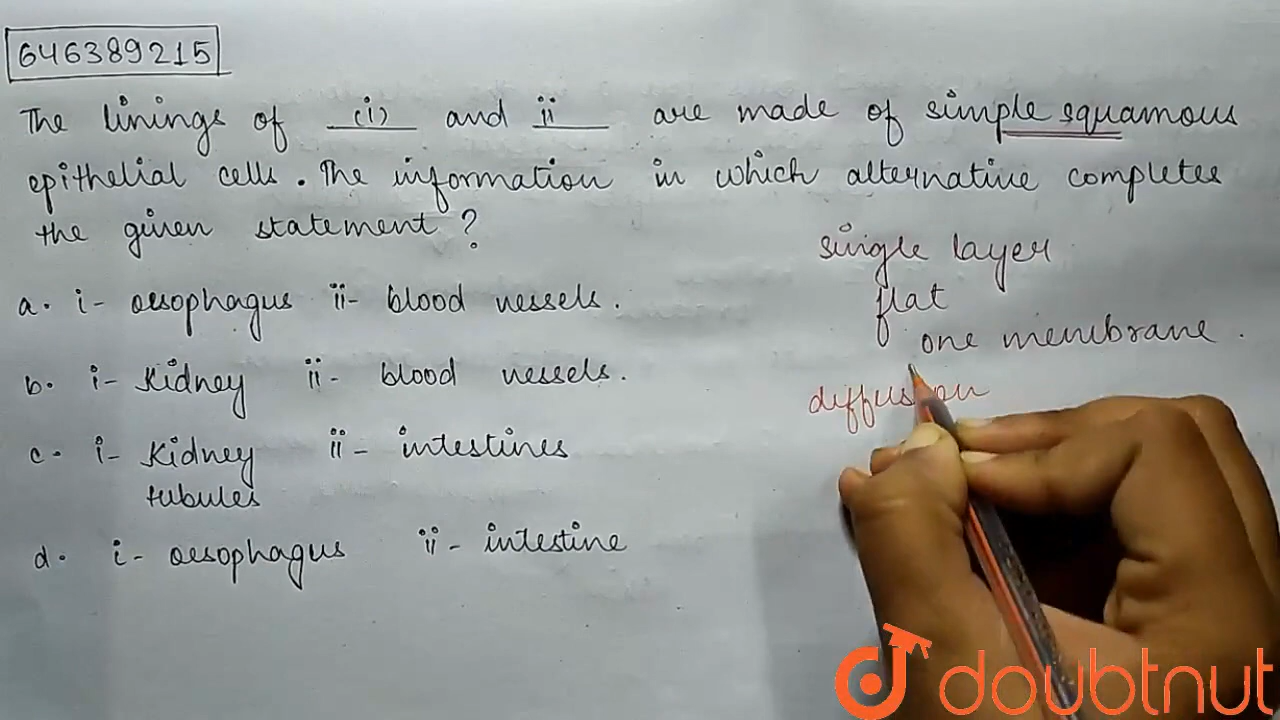 646389215
The linings of (i) and ii are made of simple squamous
epithelial cells. The information in which alternative completes
the given statement?
single layer
flat
one membrane.
diffusion
a. i- oesophagus ii- blood vessels.
b. i- Kidney ii- blood vessels.
c. i- Kidney ii- intestines
tubules
d. i- oesophagus ii- intestine
doubtnut